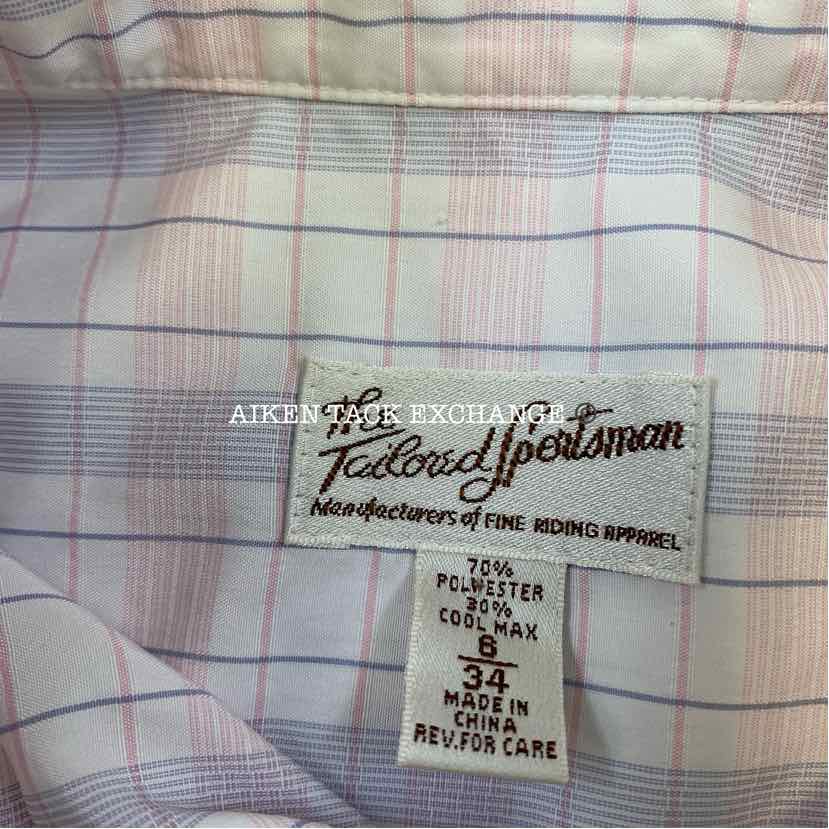 AIKEN TACK EXCHANGE
The
Tailored Sportsman
Manufacturers of FINE RIDING APPAREL
70%
POLWESTER
30%
COOL MAX
6
34
MADE IN
CHINA
REV.FOR CARE